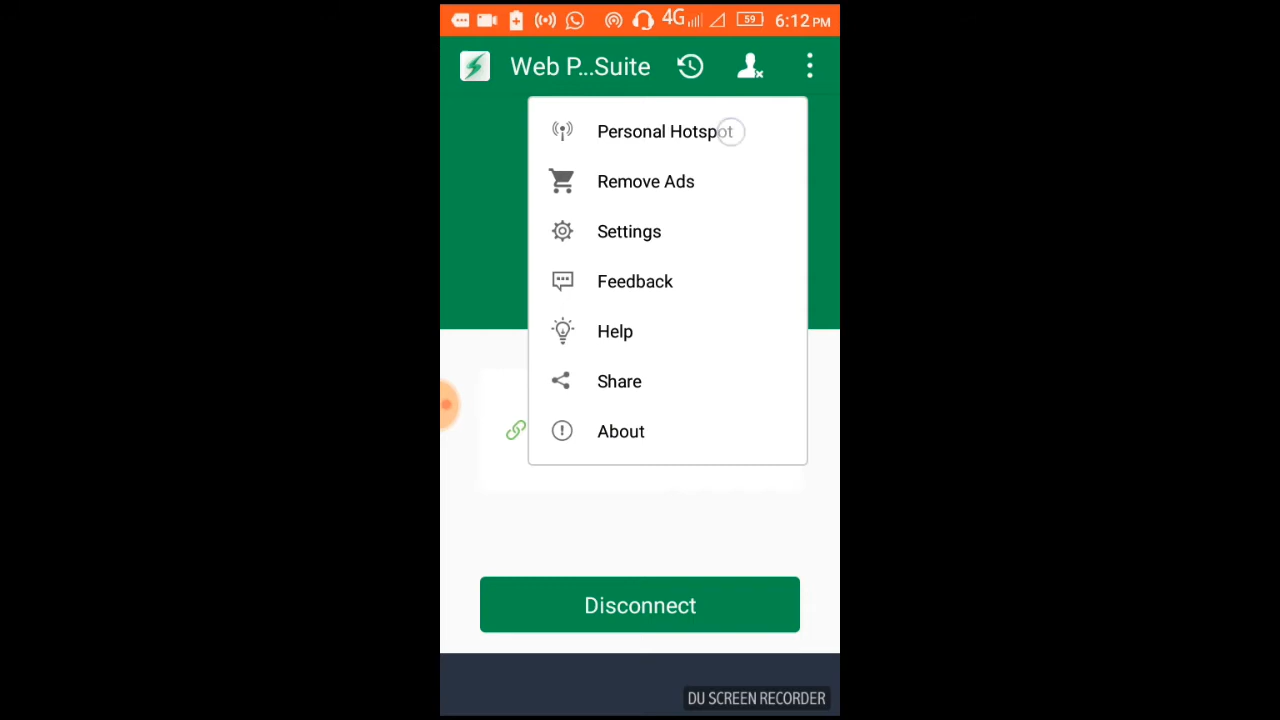 4G 59 6:12 PM
Web P...Suite
Personal Hotspot
Remove Ads
Settings
Feedback
Help
Share
About
Disconnect
DU SCREEN RECORDER